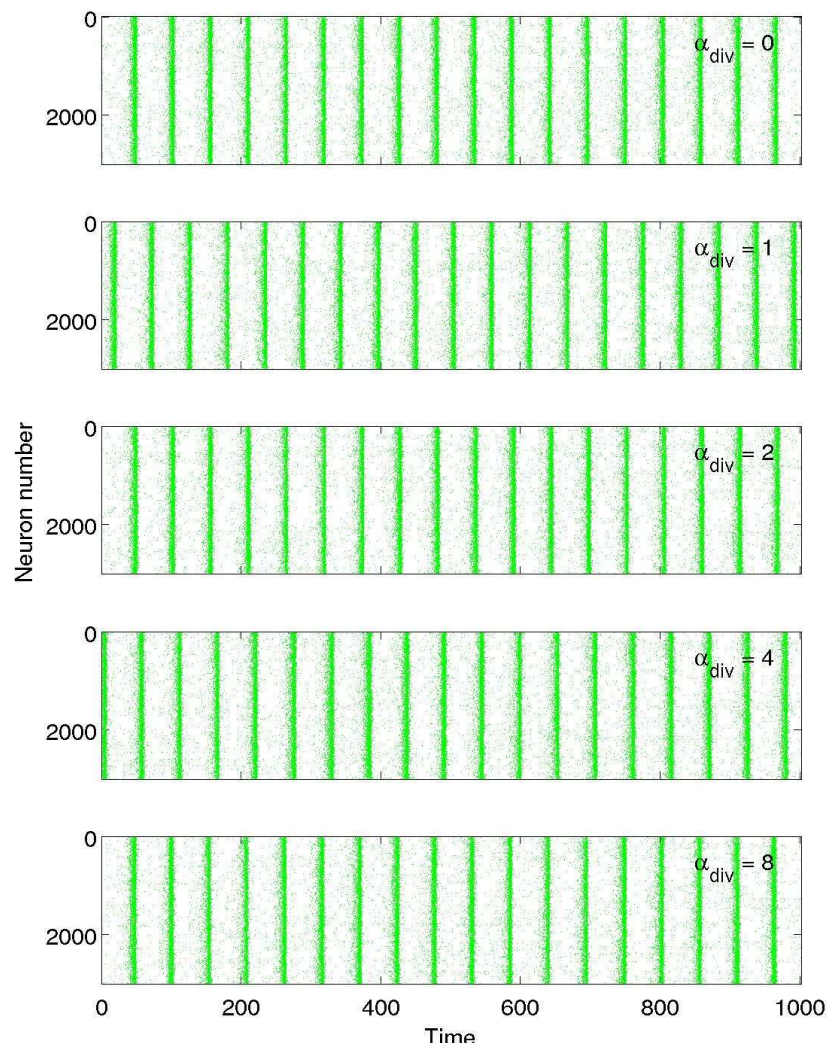 0
2000
α_div = 0
0
2000
α_div = 1
0
2000
α_div = 2
0
2000
α_div = 4
0
2000
α_div = 8
Neuron number
0 200 400 600 800 1000
Time